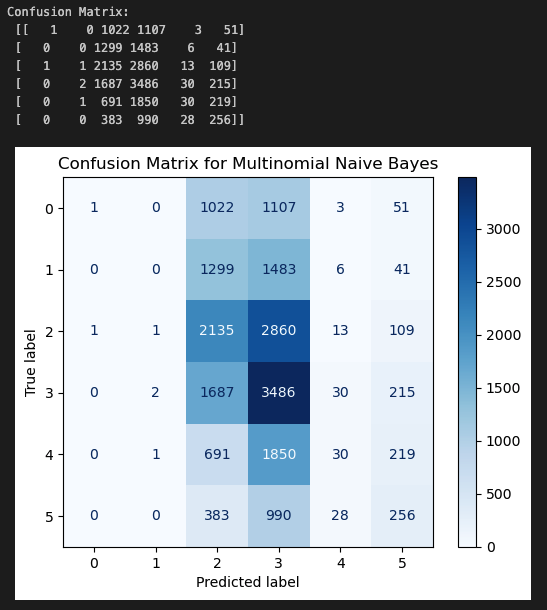 Confusion Matrix:
[[   1    0 1022 1107    3   51]
[   0    0 1299 1483    6   41]
[   1    1 2135 2860   13  109]
[   0    2 1687 3486   30  215]
[   0    1  691 1850   30  219]
[   0    0  383  990   28  256]]
Confusion Matrix for Multinomial Naive Bayes
0 1 0 1022 1107 3 51
3000
1 0 0 1299 1483 6 41
2500
2 1 1 2135 2860 13 109
2000
True label
3 0 2 1687 3486 30 215
1500
4 0 1 691 1850 30 219
1000
500
5 0 0 383 990 28 256
0
0 1 2 3 4 5
Predicted label